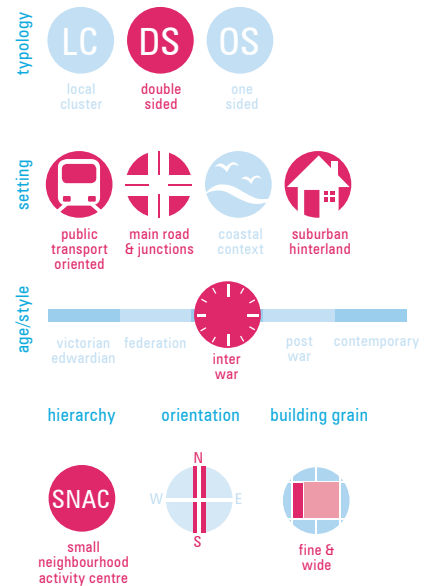 typology
LC
DS
OS
local
cluster
double
sided
one
sided
setting
public
transport
oriented
main road
& junctions
coastal
context
suburban
hinterland
age/style
victorian
edwardian
federation
inter
war
post
war
contemporary
hierarchy
orientation
building grain
SNAC
small
neighbourhood
activity centre
N
W
E
S
fine &
wide